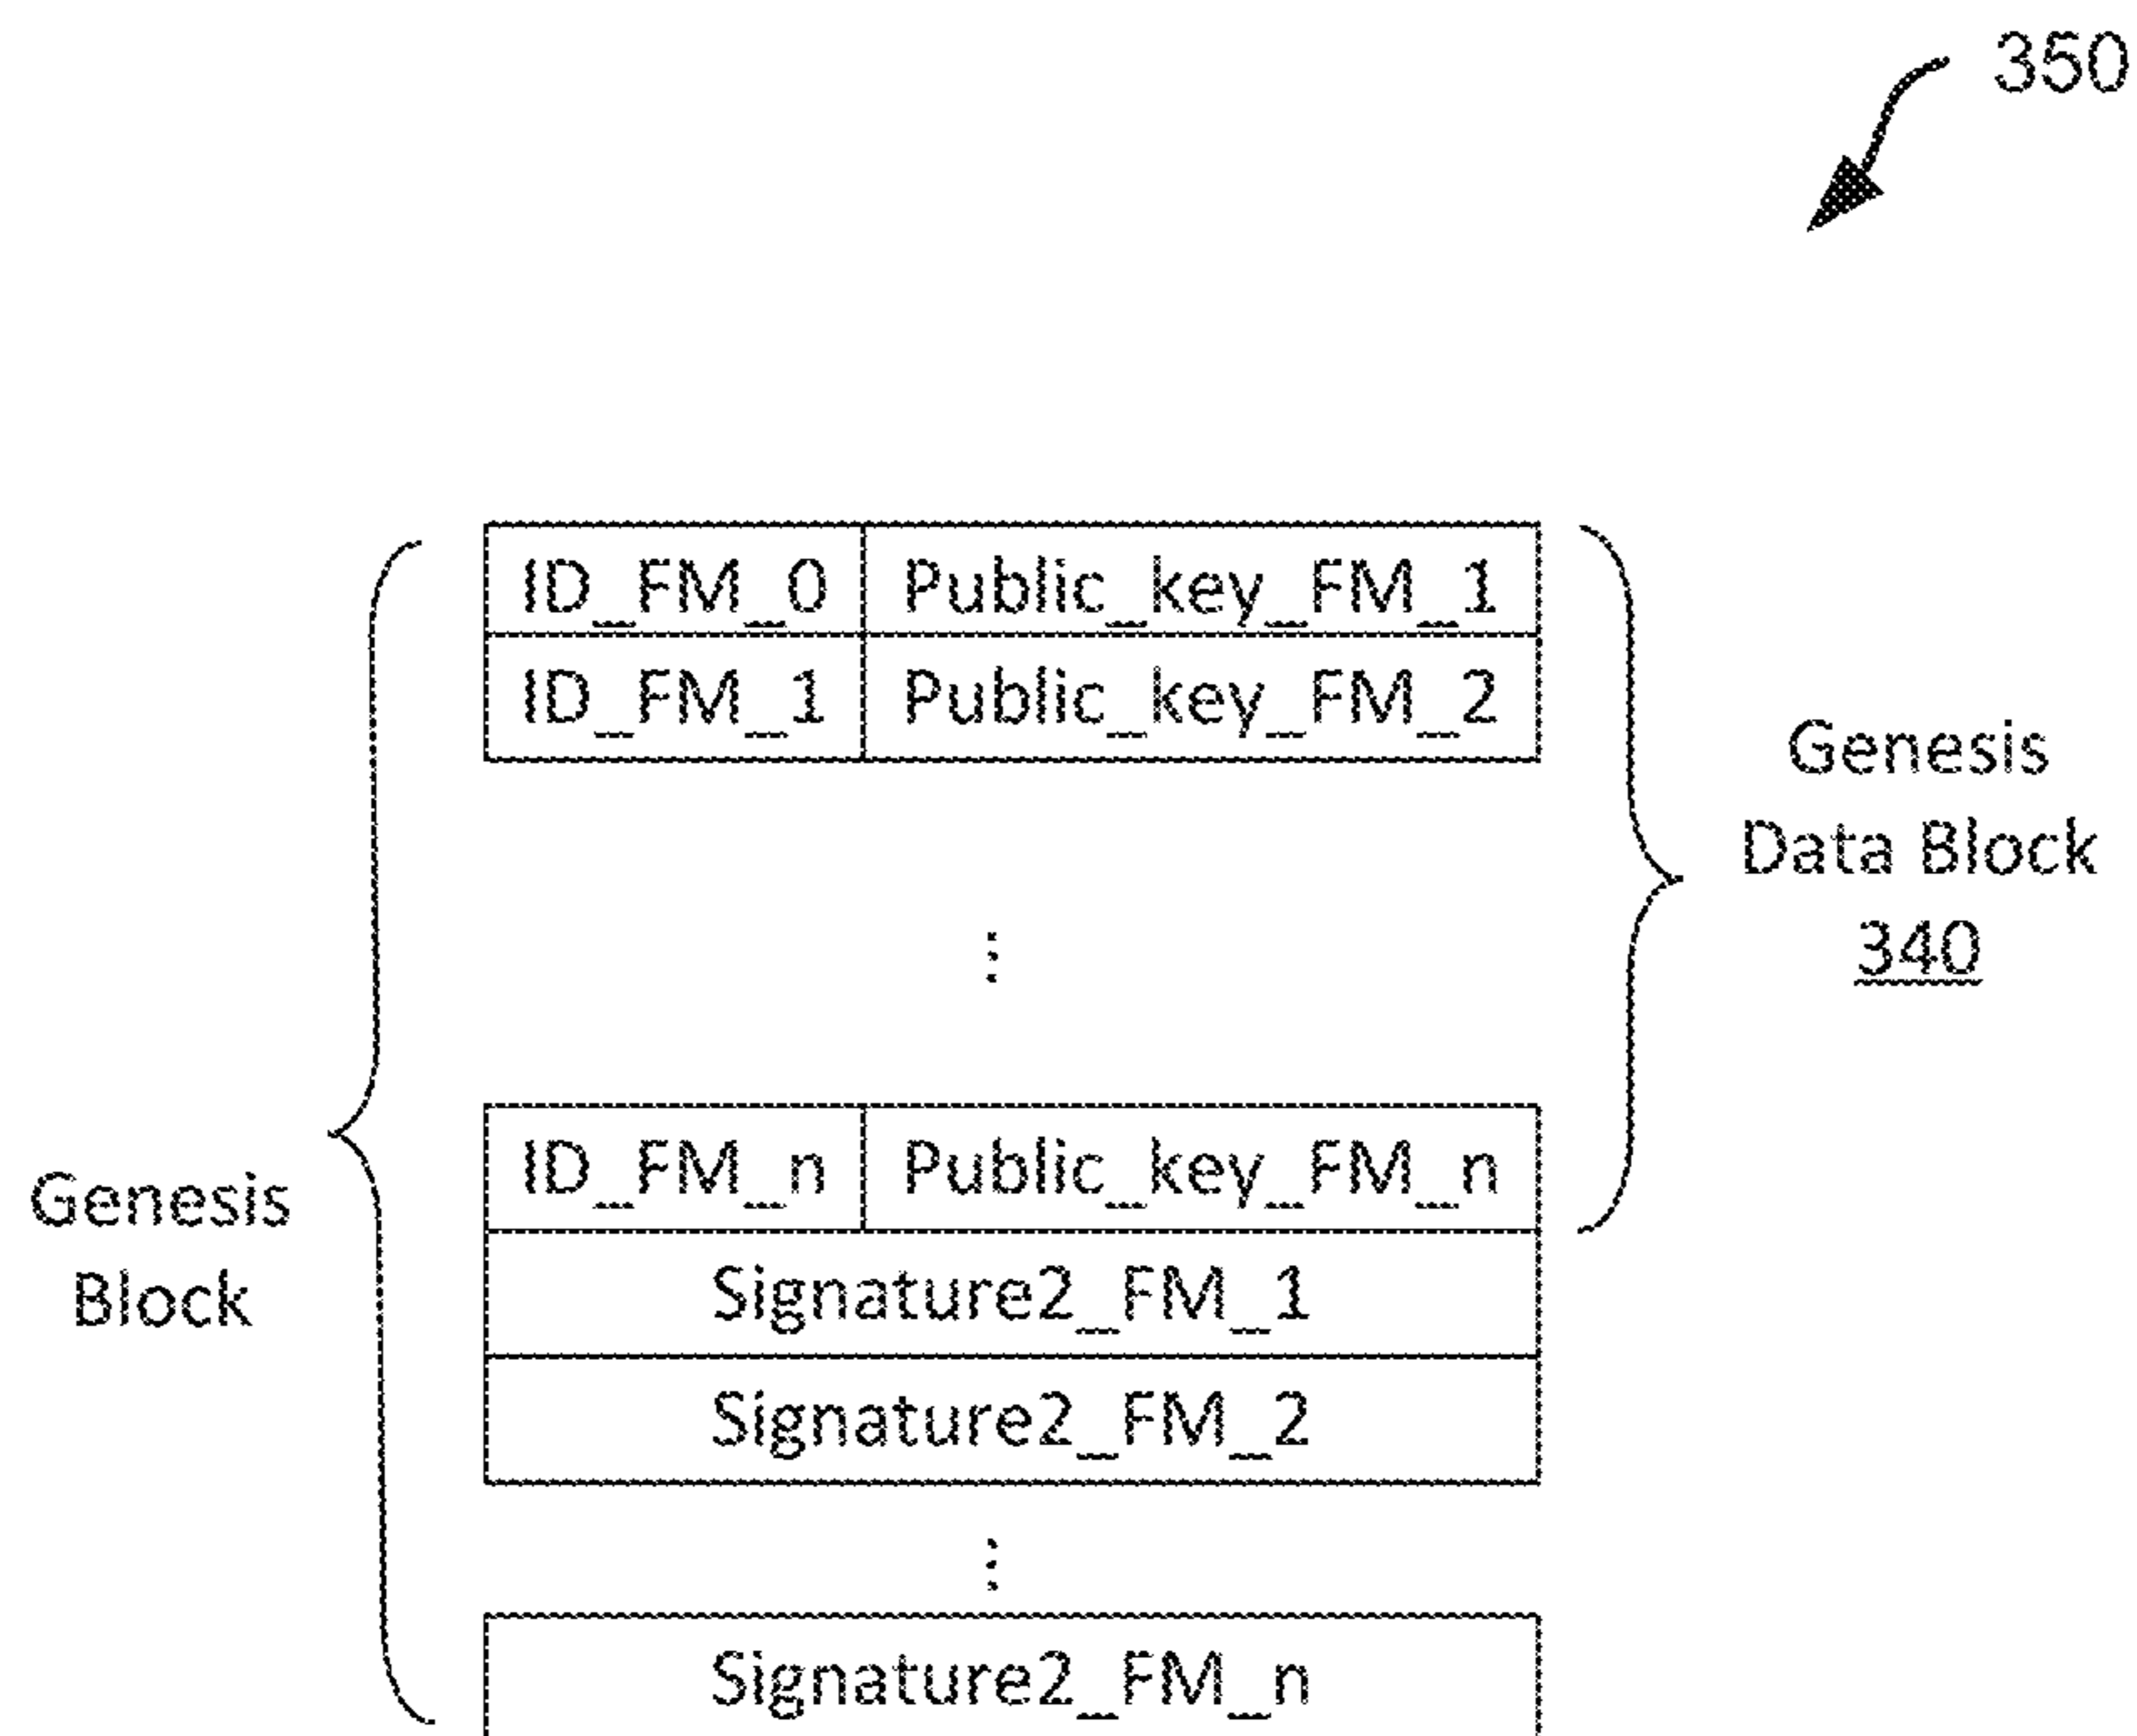 350
ID_FM_0 Public_key_FM_1
ID_FM_1 Public_key_FM_2
Genesis
Data Block
340
⋮
ID_FM_n Public_key_FM_n
Genesis
Block
Signature2_FM_1
Signature2_FM_2
⋮
Signature2_FM_n